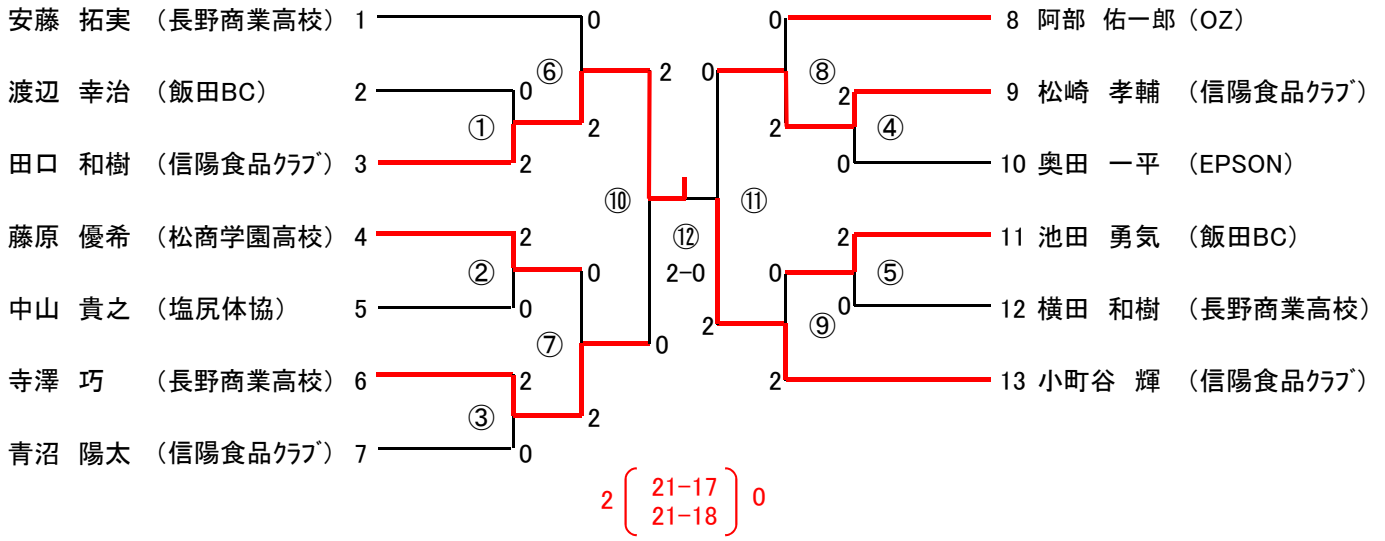 安藤 拓実 （長野商業高校） 1 0 0 8 阿部 佑一郎 (OZ)
⑥ 2 0 ⑧
渡辺 幸治 （飯田BC） 2 0 2 9 松崎 孝輔 （信陽食品ｸﾗﾌﾞ）
① 2 2 ④
田口 和樹 （信陽食品ｸﾗﾌﾞ） 3 2 0 10 奥田 一平 （EPSON）
⑩ ⑪
藤原 優希 （松商学園高校） 4 2 ⑫ 2 11 池田 勇気 （飯田BC）
② 0 2−0 0 ⑤
中山 貴之 （塩尻体協） 5 0 0 12 横田 和樹 （長野商業高校）
⑦ 0 2 ⑨
寺澤 巧 （長野商業高校） 6 2 2 13 小町谷 輝 （信陽食品ｸﾗﾌﾞ）
③ 2
青沼 陽太 （信陽食品ｸﾗﾌﾞ） 7 0
21−17
2 0
21−18